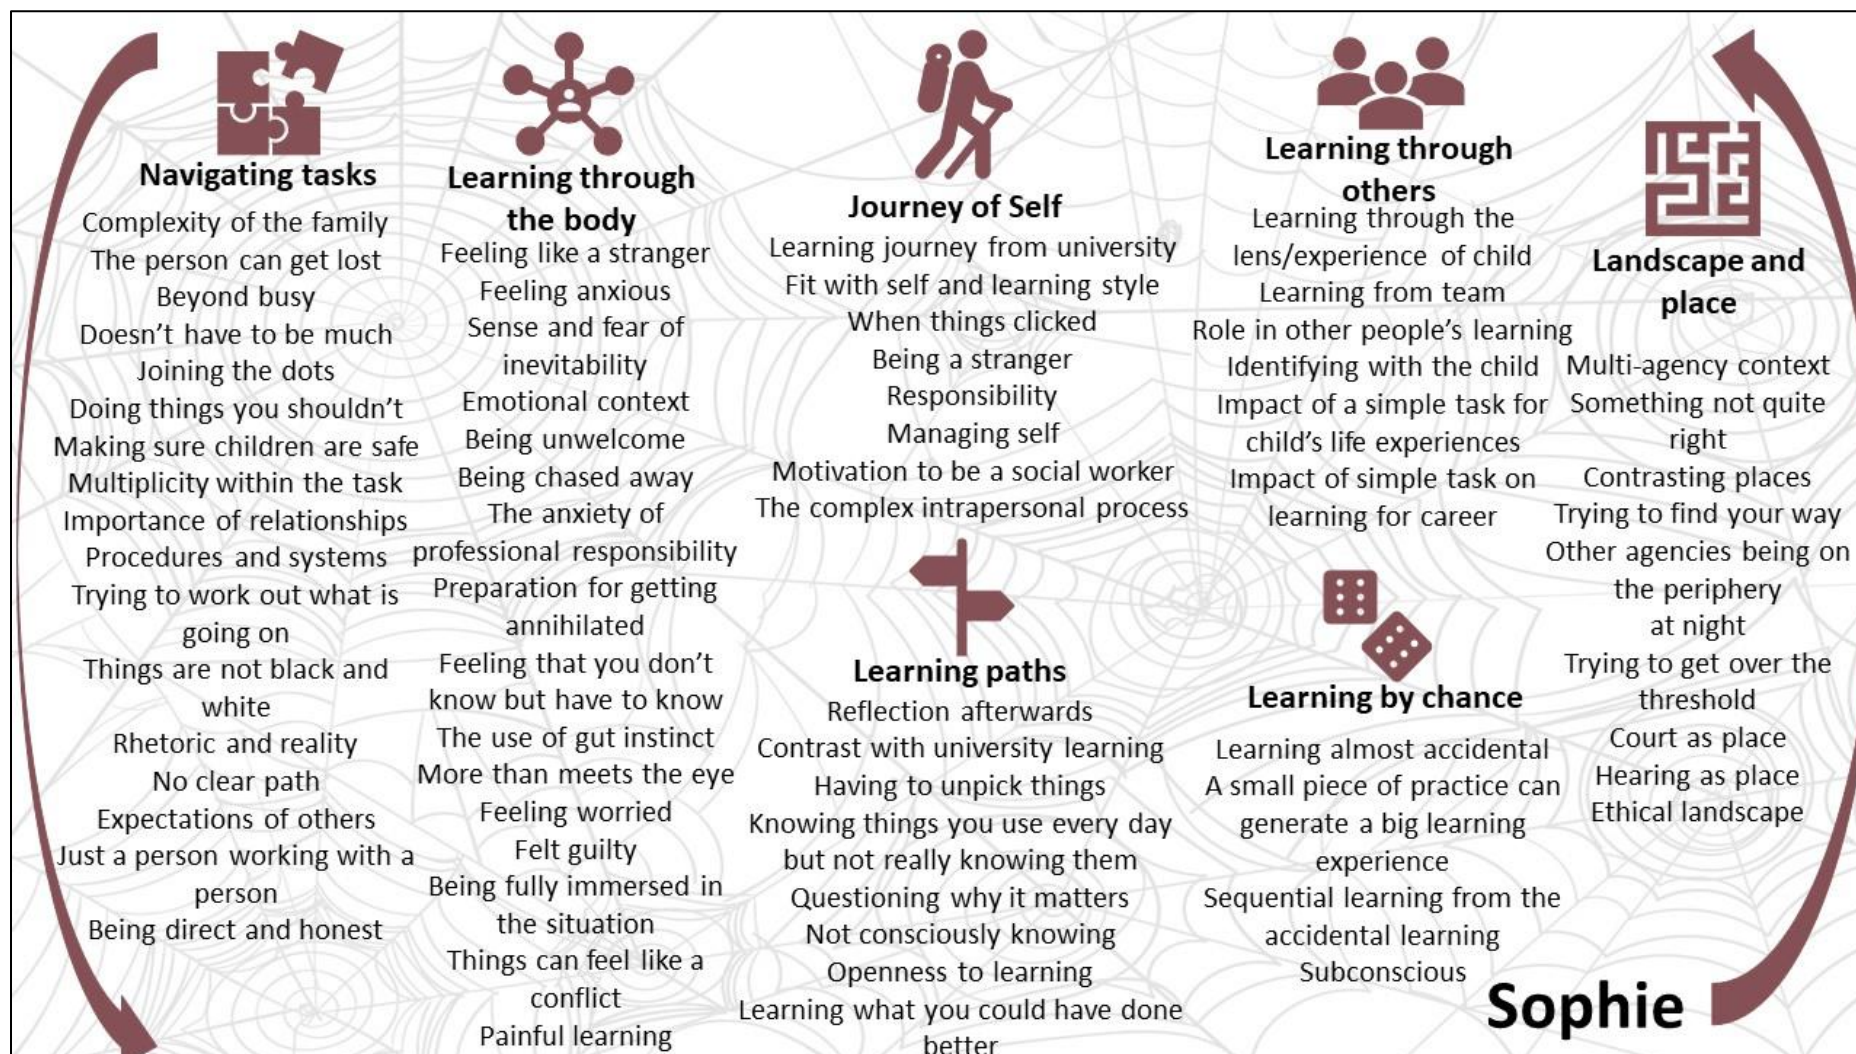 Navigating tasks
Complexity of the family
The person can get lost
Beyond busy
Doesn’t have to be much
Joining the dots
Doing things you shouldn’t
Making sure children are safe
Multiplicity within the task
Importance of relationships
Procedures and systems
Trying to work out what is
going on
Things are not black and
white
Rhetoric and reality
No clear path
Expectations of others
Just a person working with a
person
Being direct and honest
Learning through
the body
Feeling like a stranger
Feeling anxious
Sense and fear of
inevitability
Emotional context
Being unwelcome
Being chased away
The anxiety of
professional responsibility
Preparation for getting
annihilated
Feeling that you don’t
know but have to know
The use of gut instinct
More than meets the eye
Feeling worried
Felt guilty
Being fully immersed in
the situation
Things can feel like a
conflict
Painful learning
Journey of Self
Learning journey from university
Fit with self and learning style
When things clicked
Being a stranger
Responsibility
Managing self
Motivation to be a social worker
The complex intrapersonal process
Learning paths
Reflection afterwards
Contrast with university learning
Having to unpick things
Knowing things you use every day
but not really knowing them
Questioning why it matters
Not consciously knowing
Openness to learning
Learning what you could have done
better
Learning through
others
Learning through the
lens/experience of child
Learning from team
Role in other people’s learning
Identifying with the child
Impact of a simple task for
child’s life experiences
Impact of simple task on
learning for career
Learning by chance
Learning almost accidental
A small piece of practice can
generate a big learning
experience
Sequential learning from the
accidental learning
Subconscious
Landscape and
place
Multi-agency context
Something not quite
right
Contrasting places
Trying to find your way
Other agencies being on
the periphery
at night
Trying to get over the
threshold
Court as place
Hearing as place
Ethical landscape
Sophie